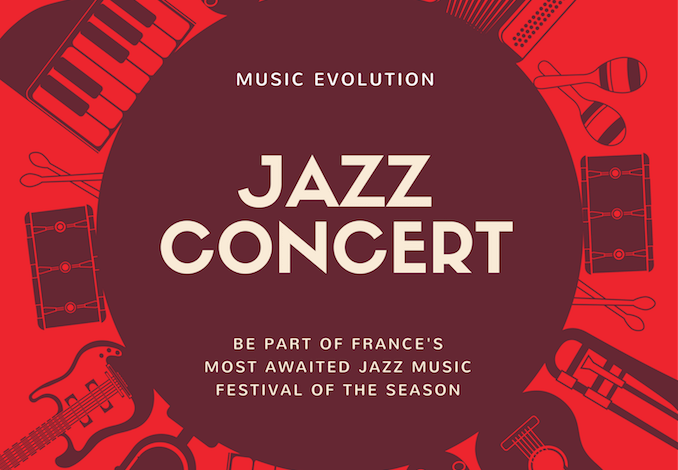 MUSIC EVOLUTION
JAZZ
CONCERT
BE PART OF FRANCE'S
MOST AWAITED JAZZ MUSIC
FESTIVAL OF THE SEASON